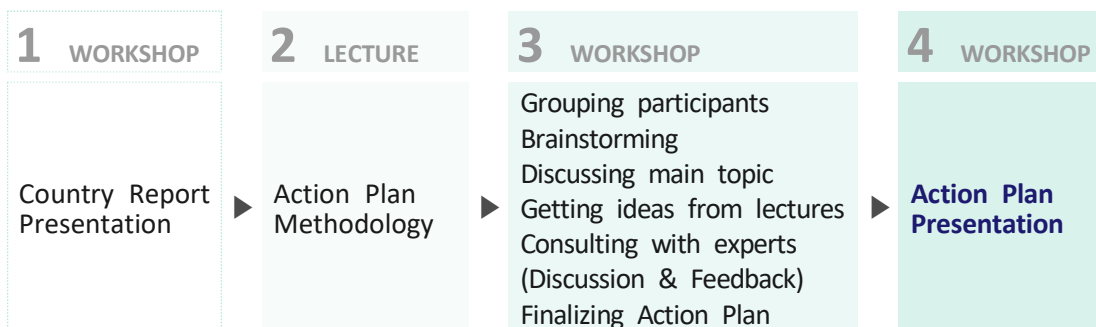 1 WORKSHOP
Country Report
Presentation
2 LECTURE
Action Plan
Methodology
3 WORKSHOP
Grouping participants
Brainstorming
Discussing main topic
Getting ideas from lectures
Consulting with experts
(Discussion & Feedback)
Finalizing Action Plan
4 WORKSHOP
Action Plan
Presentation